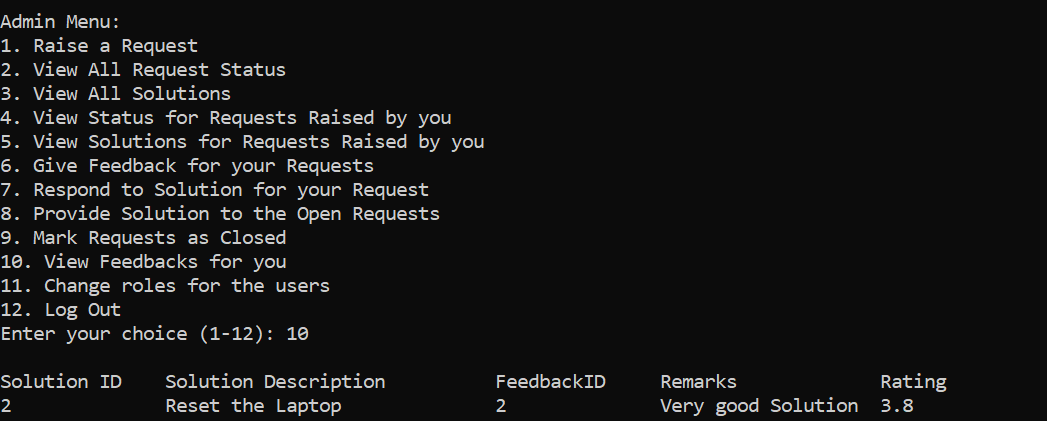 Admin Menu:
1. Raise a Request
2. View All Request Status
3. View All Solutions
4. View Status for Requests Raised by you
5. View Solutions for Requests Raised by you
6. Give Feedback for your Requests
7. Respond to Solution for your Request
8. Provide Solution to the Open Requests
9. Mark Requests as Closed
10. View Feedbacks for you
11. Change roles for the users
12. Log Out
Enter your choice (1-12): 10
Solution ID    Solution Description          FeedbackID     Remarks             Rating
2              Reset the Laptop              2              Very good Solution  3.8